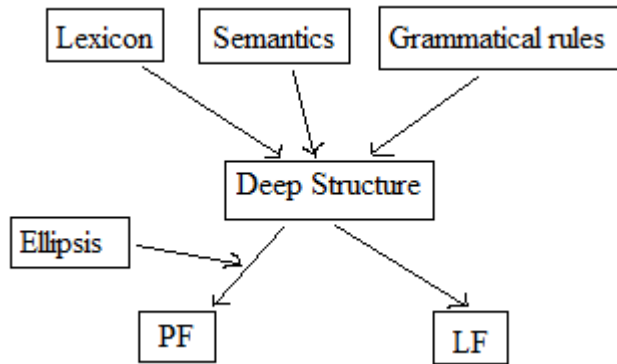 Lexicon
Semantics
Grammatical rules
Deep Structure
Ellipsis
PF
LF